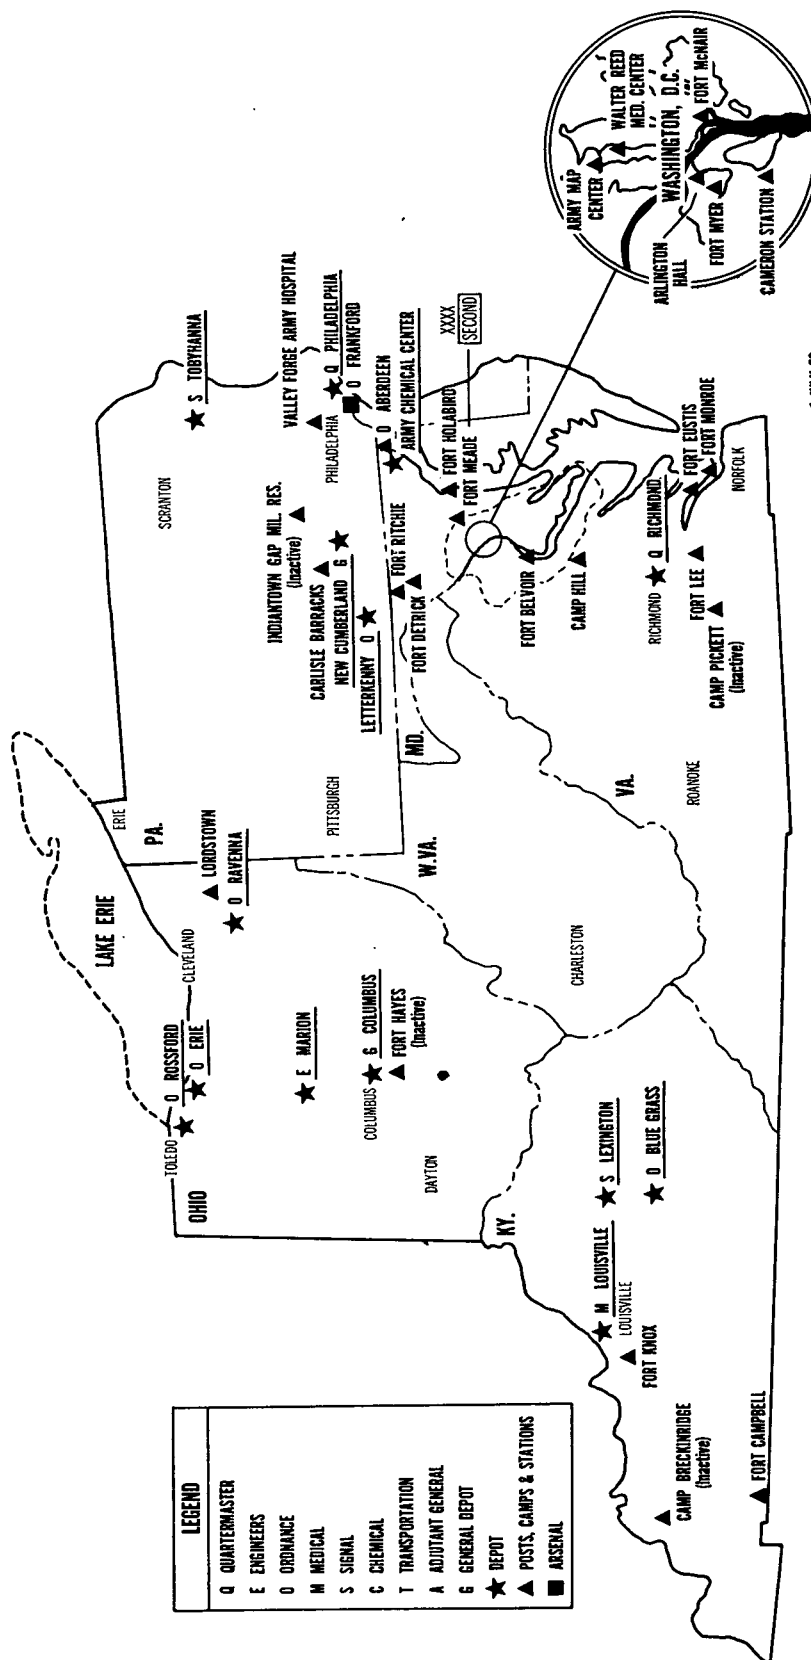 LEGEND
Q QUARTERMASTER
E ENGINEERS
O ORDNANCE
M MEDICAL
S SIGNAL
C CHEMICAL
T TRANSPORTATION
A ADJUTANT GENERAL
G GENERAL DEPOT
DEPOT
POSTS, CAMPS & STATIONS
ARSENAL
LAKE ERIE
TOLEDO
O ROSSFORD
O ERIE
CLEVELAND
OHIO
LORDSTOWN
O RAVENNA
E MARION
COLUMBUS
G COLUMBUS
FORT HAYES
(Inactive)
DAYTON
ERIE
PA.
SCRANTON
S TOBYHANNA
PITTSBURGH
INDIANTOWN GAP MIL. RES.
(Inactive)
CARLISLE BARRACKS
NEW CUMBERLAND G
LETTERKENNY O
VALLEY FORGE ARMY HOSPITAL
PHILADELPHIA
Q PHILADELPHIA
O FRANKFORD
O ABERDEEN
ARMY CHEMICAL CENTER
FORT HOLABIRD
FORT MEADE
XXXX
SECOND
FORT RITCHIE
FORT DETRICK
MD.
W.VA.
CHARLESTON
VA.
ROANOKE
FORT BELVOIR
CAMP HILL
RICHMOND
Q RICHMOND
FORT LEE
CAMP PICKETT
(Inactive)
FORT EUSTIS
FORT MONROE
NORFOLK
KY.
M LOUISVILLE
LOUISVILLE
FORT KNOX
S LEXINGTON
O BLUE GRASS
CAMP BRECKINRIDGE
(Inactive)
FORT CAMPBELL
ARMY MAP
CENTER
WALTER REED
MED. CENTER
WASHINGTON, D.C.
FORT McNAIR
ARLINGTON
HALL
FORT MYER
CAMERON STATION